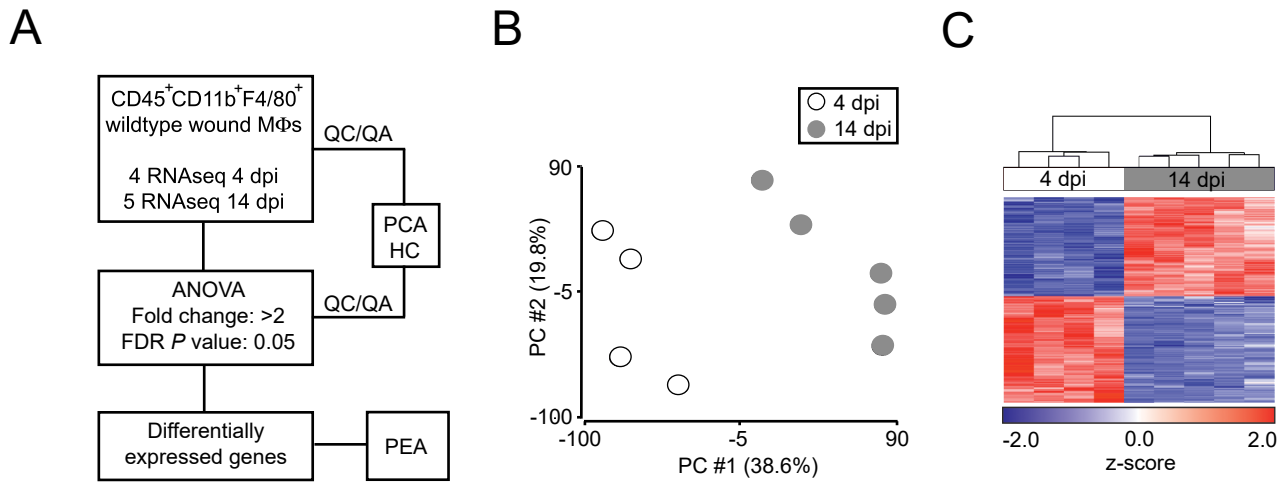 A
CD45+CD11b+F4/80+
wildtype wound MΦs
4 RNAseq 4 dpi
5 RNAseq 14 dpi
QC/QA
PCA
HC
ANOVA
Fold change: >2
FDR P value: 0.05
QC/QA
Differentially
expressed genes
PEA
B
4 dpi
14 dpi
90
-5
-100
PC #2 (19.8%)
-100
-5
90
PC #1 (38.6%)
C
4 dpi
14 dpi
-2.0
0.0
2.0
z-score